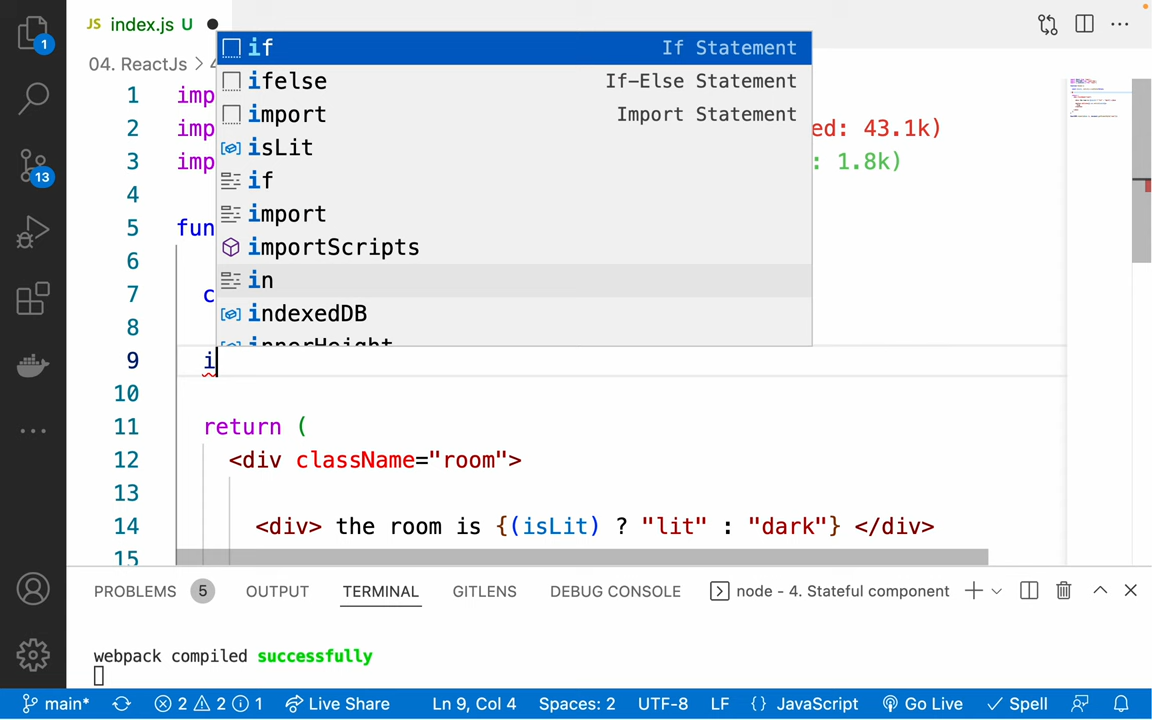 JS index.js U
04. ReactJs > 4
if If Statement
ifelse If-Else Statement
import Import Statement
isLit
if
import
importScripts
in
indexedDB
innerHeight
1 imp
2 imp ed: 43.1k)
3 imp : 1.8k)
4
5 fun
6
7 c
8
9 i
10
11 return (
12 <div className="room">
13
14 <div> the room is {(isLit) ? "lit" : "dark"} </div>
15
1
13
PROBLEMS 5 OUTPUT TERMINAL GITLENS DEBUG CONSOLE node - 4. Stateful component
webpack compiled successfully
main* 2 2 1 Live Share Ln 9, Col 4 Spaces: 2 UTF-8 LF {} JavaScript Go Live Spell